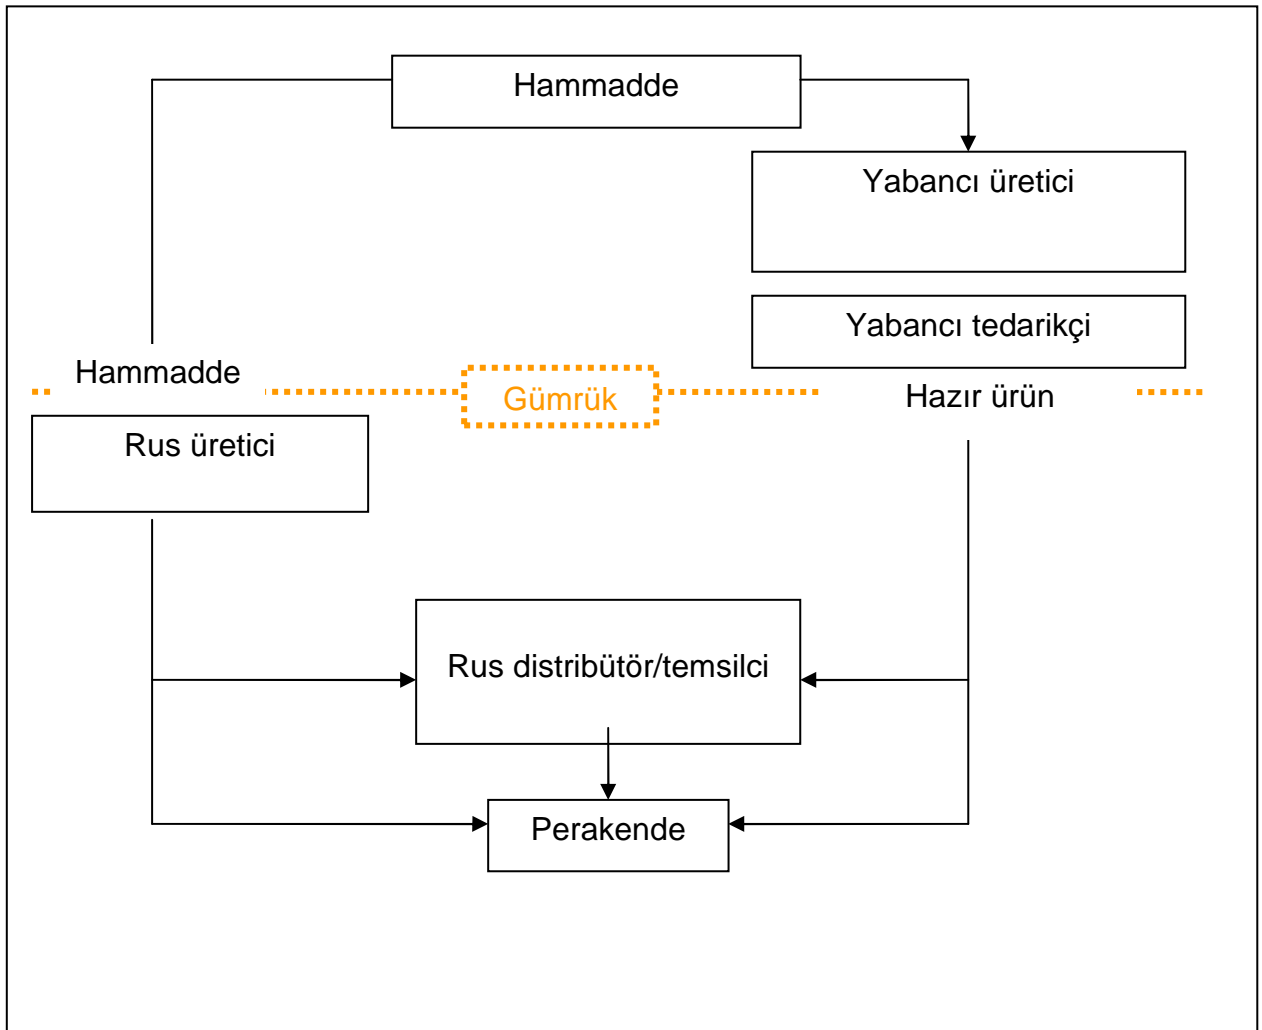 Hammadde
Yabancı üretici
Yabancı tedarikçi
Hammadde
Gümrük
Hazır ürün
Rus üretici
Rus distribütör/temsilci
Perakende